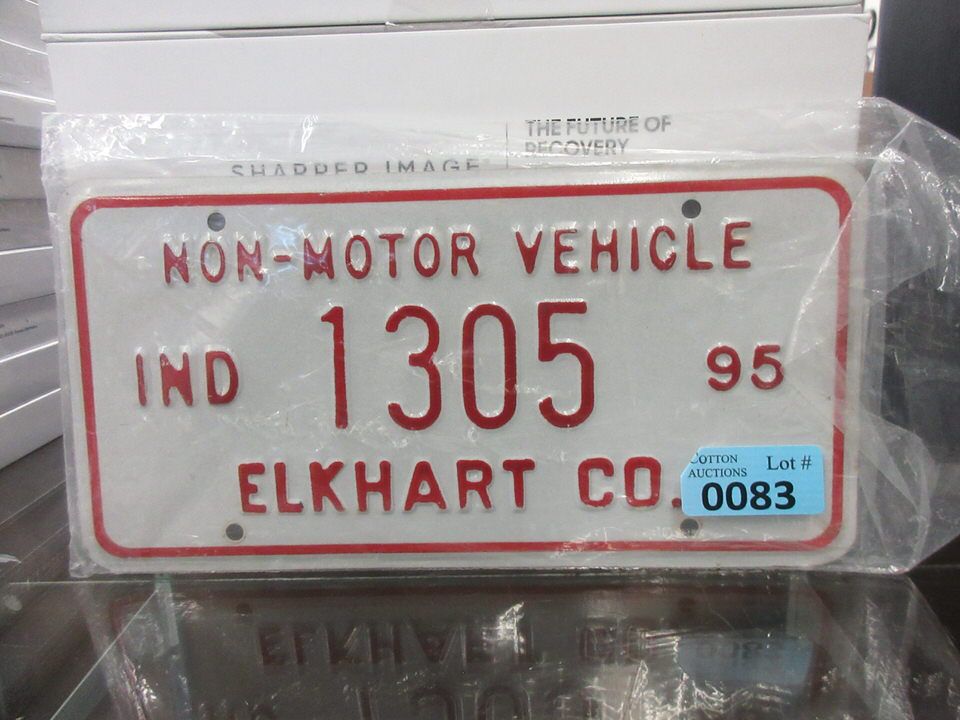 THE FUTURE OF
RECOVERY
SHARPER IMAGE
NON-MOTOR VEHICLE
IND 1305 95
ELKHART CO.
COTTON
AUCTIONS Lot #
0083